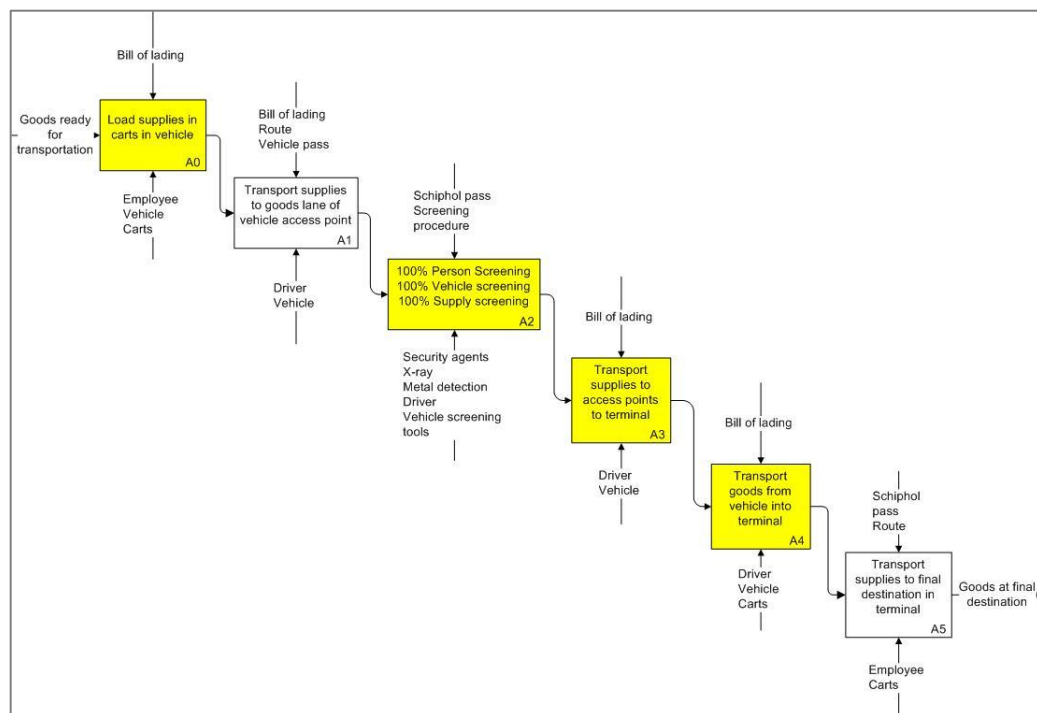 Bill of lading
Goods ready
for
transportation
Load supplies in
carts in vehicle
A0
Employee
Vehicle
Carts
Bill of lading
Route
Vehicle pass
Transport supplies
to goods lane of
vehicle access point
A1
Driver
Vehicle
Schiphol pass
Screening
procedure
100% Person Screening
100% Vehicle screening
100% Supply screening
A2
Security agents
X-ray
Metal detection
Driver
Vehicle screening
tools
Bill of lading
Transport
supplies to
access points
to terminal
A3
Driver
Vehicle
Bill of lading
Transport
goods from
vehicle into
terminal
A4
Driver
Vehicle
Carts
Schiphol
pass
Route
Transport
supplies to final
destination in
terminal
A5
Goods at final
destination
Employee
Carts